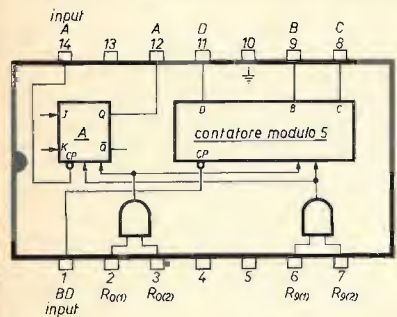 input
A A D B C
14 13 12 11 10 9 8
J Q D B C
A contatore modulo 5
K Q̅
CP CP
1 2 3 4 5 6 7
BD R0(1) R0(2) R9(1) R9(2)
input